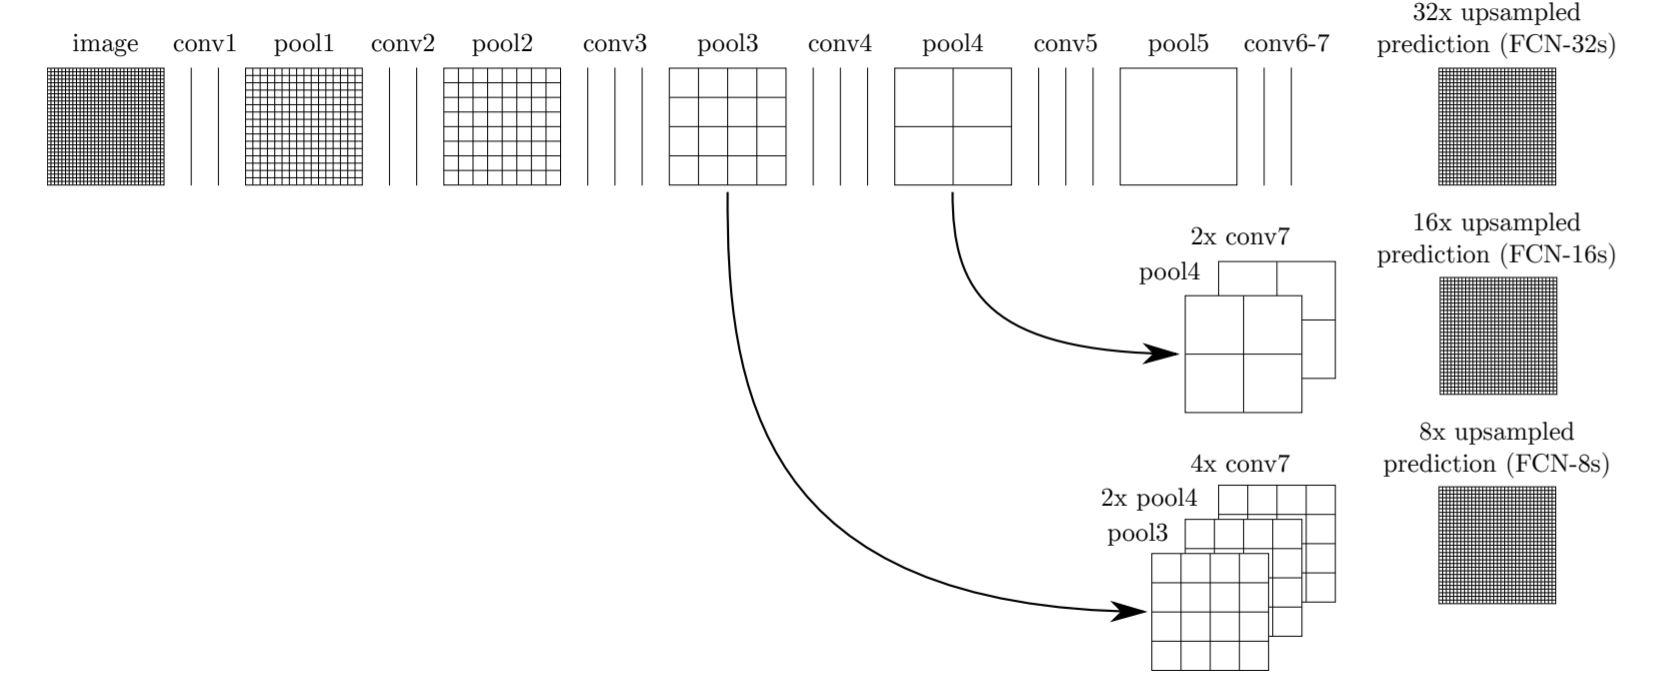 image
conv1
pool1
conv2
pool2
conv3
pool3
conv4
pool4
conv5
pool5
conv6-7
32x upsampled
prediction (FCN-32s)
16x upsampled
prediction (FCN-16s)
2x conv7
pool4
8x upsampled
prediction (FCN-8s)
4x conv7
2x pool4
pool3